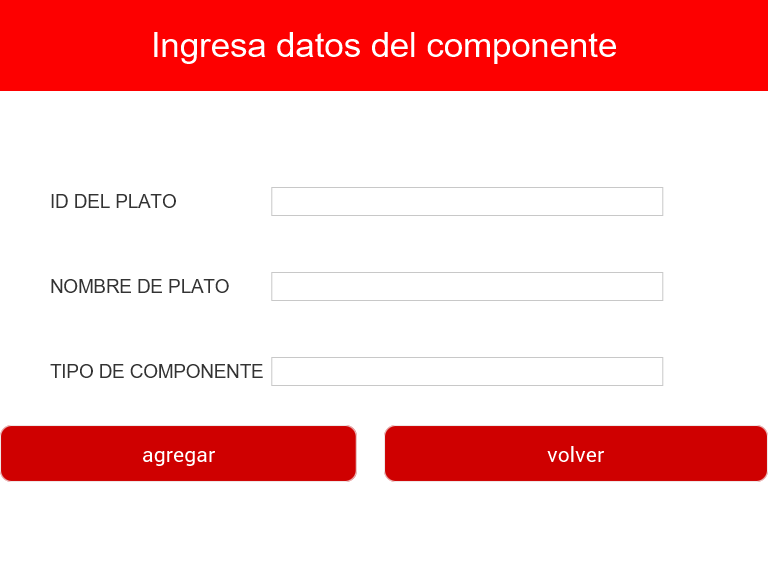 Ingresa datos del componente
ID DEL PLATO
NOMBRE DE PLATO
TIPO DE COMPONENTE
agregar
volver